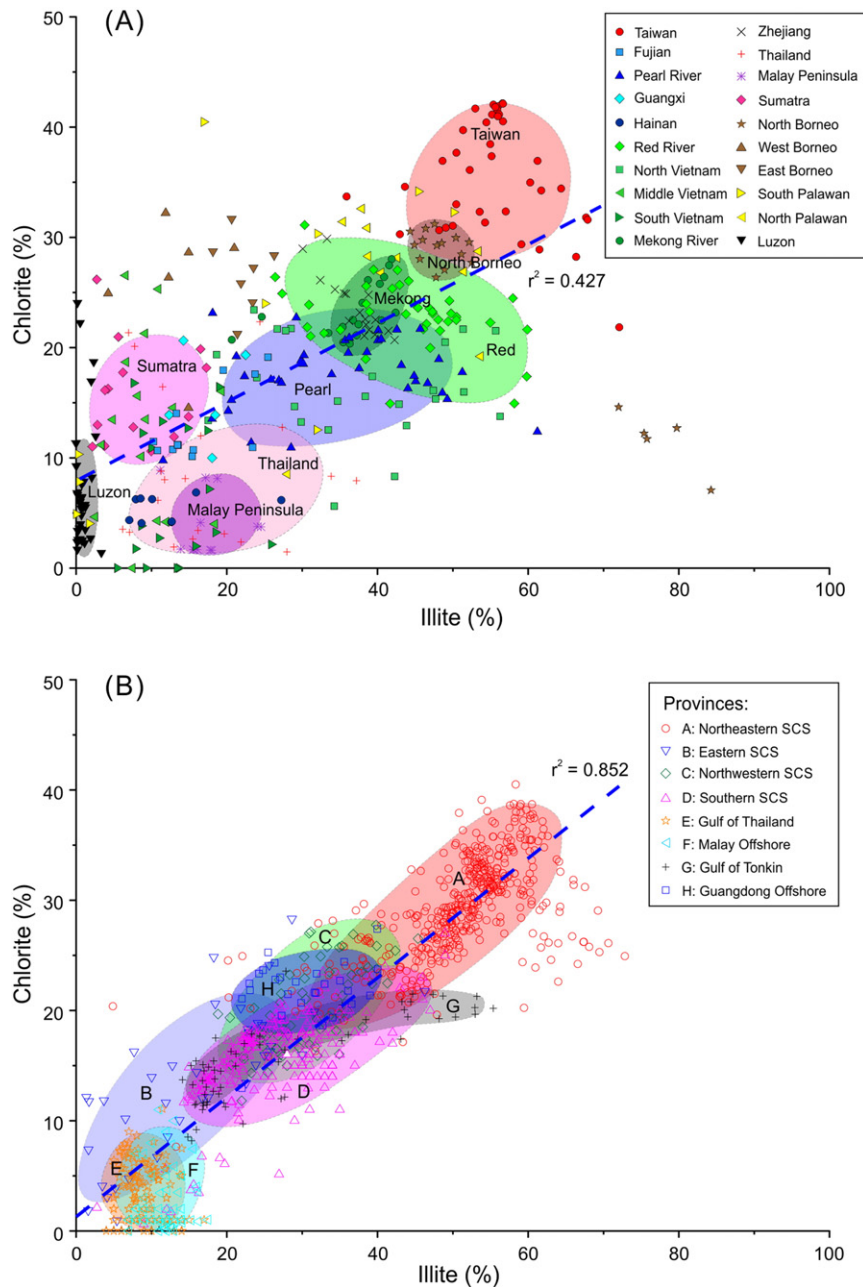 (A)
Chlorite (%)
50
40
30
20
10
0
0
20
40
60
80
100
Illite (%)
Taiwan
Fujian
Pearl River
Guangxi
Hainan
Red River
North Vietnam
Middle Vietnam
South Vietnam
Mekong River
Zhejiang
Thailand
Malay Peninsula
Sumatra
North Borneo
West Borneo
East Borneo
South Palawan
North Palawan
Luzon
Taiwan
North Borneo
r² = 0.427
Mekong
Red
Sumatra
Pearl
Thailand
Luzon
Malay Peninsula
(B)
Chlorite (%)
50
40
30
20
10
0
0
20
40
60
80
100
Illite (%)
Provinces:
A: Northeastern SCS
B: Eastern SCS
C: Northwestern SCS
D: Southern SCS
E: Gulf of Thailand
F: Malay Offshore
G: Gulf of Tonkin
H: Guangdong Offshore
r² = 0.852
A
C
H
G
B
D
E
F